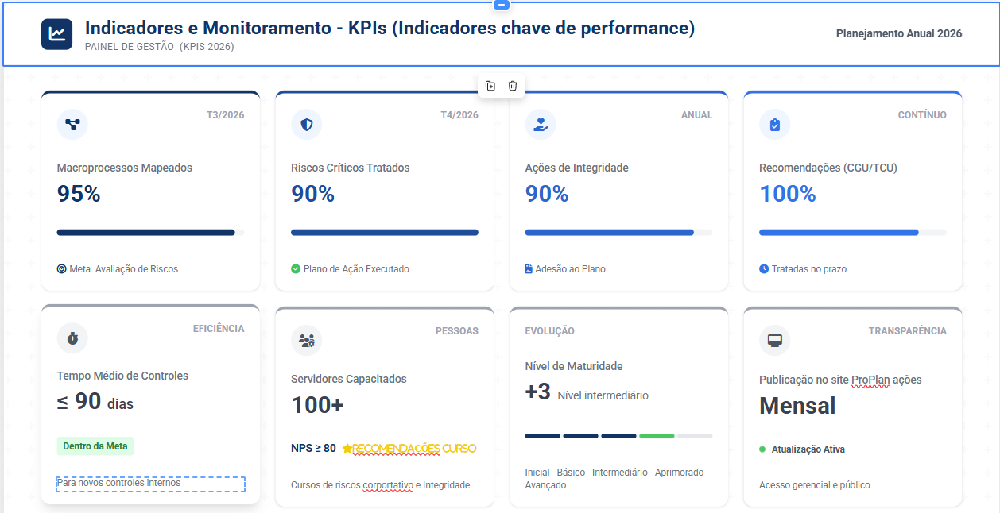 Indicadores e Monitoramento - KPIs (Indicadores chave de performance)
PAINEL DE GESTÃO (KPIS 2026)
Planejamento Anual 2026
T3/2026
Macroprocessos Mapeados
95%
Meta: Avaliação de Riscos
T4/2026
Riscos Críticos Tratados
90%
Plano de Ação Executado
ANUAL
Ações de Integridade
90%
Adesão ao Plano
CONTÍNUO
Recomendações (CGU/TCU)
100%
Tratadas no prazo
EFICIÊNCIA
Tempo Médio de Controles
≤ 90 dias
Dentro da Meta
Para novos controles internos
PESSOAS
Servidores Capacitados
100+
NPS ≥ 80 RECOMENDAÇÕES CURSO
Cursos de riscos corportativo e Integridade
EVOLUÇÃO
Nível de Maturidade
+3 Nível intermediário
Inicial - Básico - Intermediário - Aprimorado -
Avançado
TRANSPARÊNCIA
Publicação no site ProPlan ações
Mensal
Atualização Ativa
Acesso gerencial e público